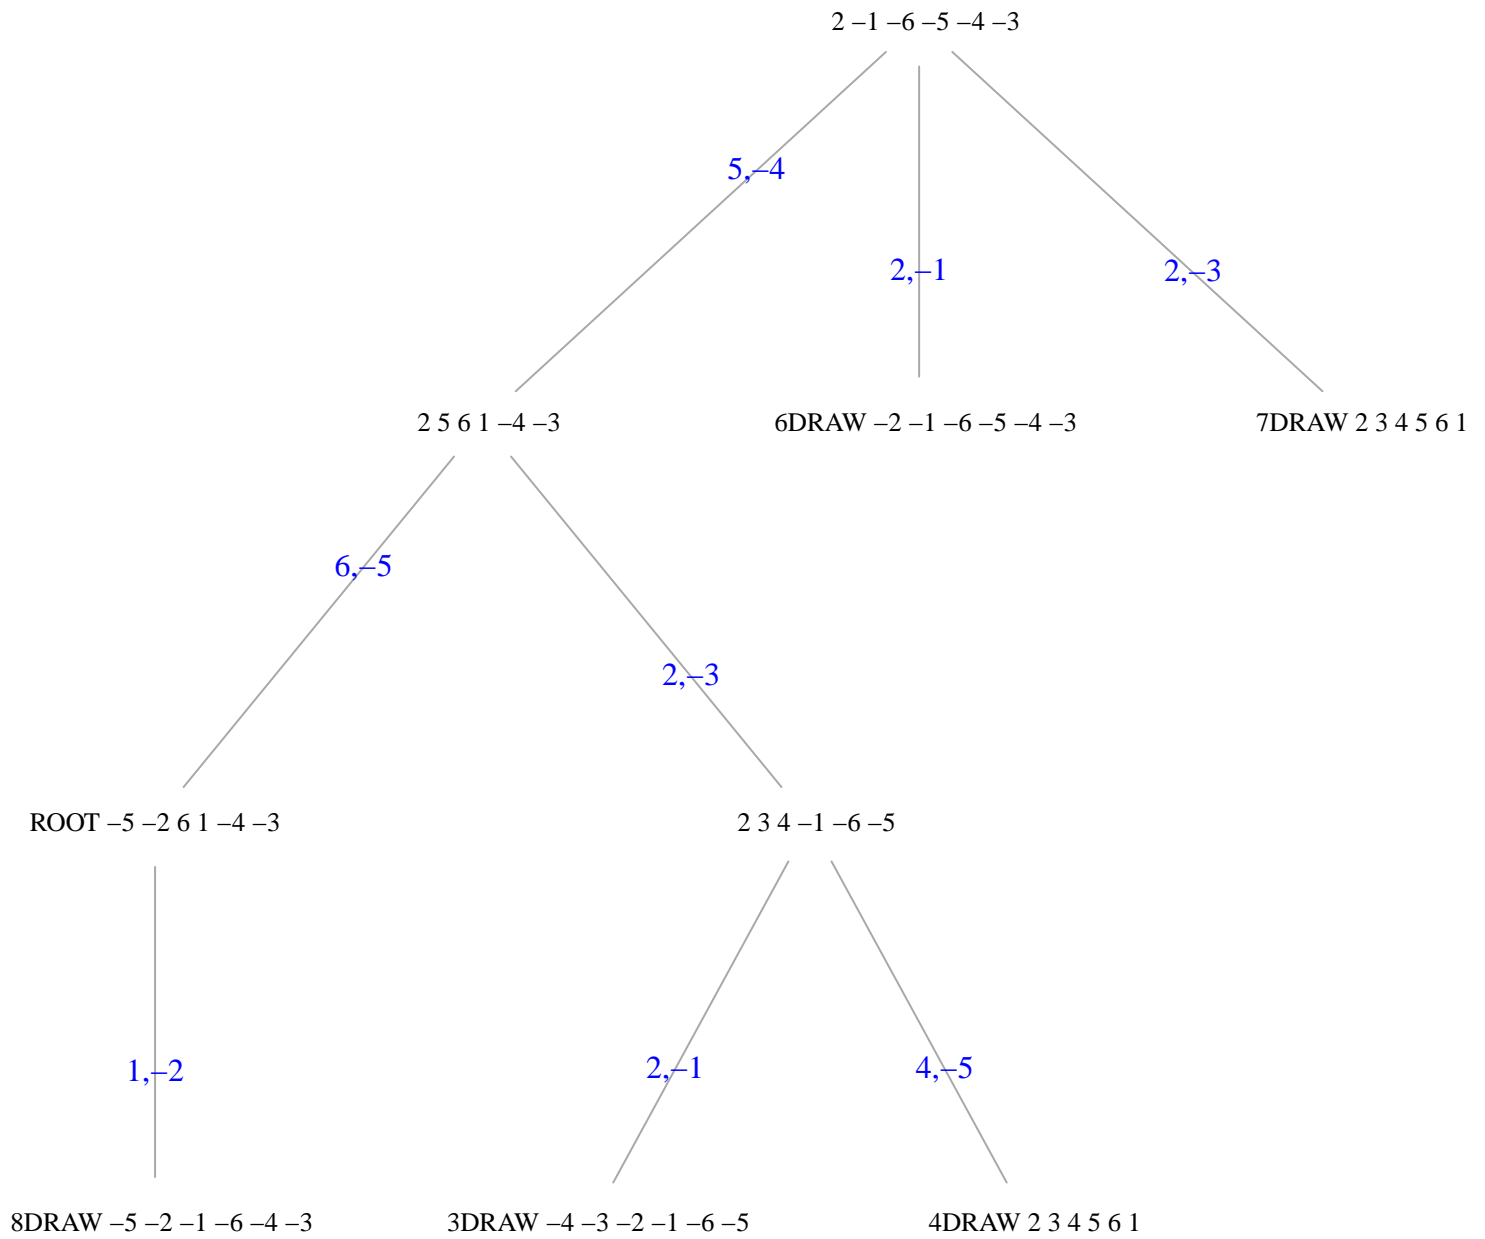 2 –1 –6 –5 –4 –3
5,–4
2,–1
2,–3
2 5 6 1 –4 –3
6DRAW –2 –1 –6 –5 –4 –3
7DRAW 2 3 4 5 6 1
6,–5
2,–3
ROOT –5 –2 6 1 –4 –3
2 3 4 –1 –6 –5
1,–2
2,–1
4,–5
8DRAW –5 –2 –1 –6 –4 –3
3DRAW –4 –3 –2 –1 –6 –5
4DRAW 2 3 4 5 6 1